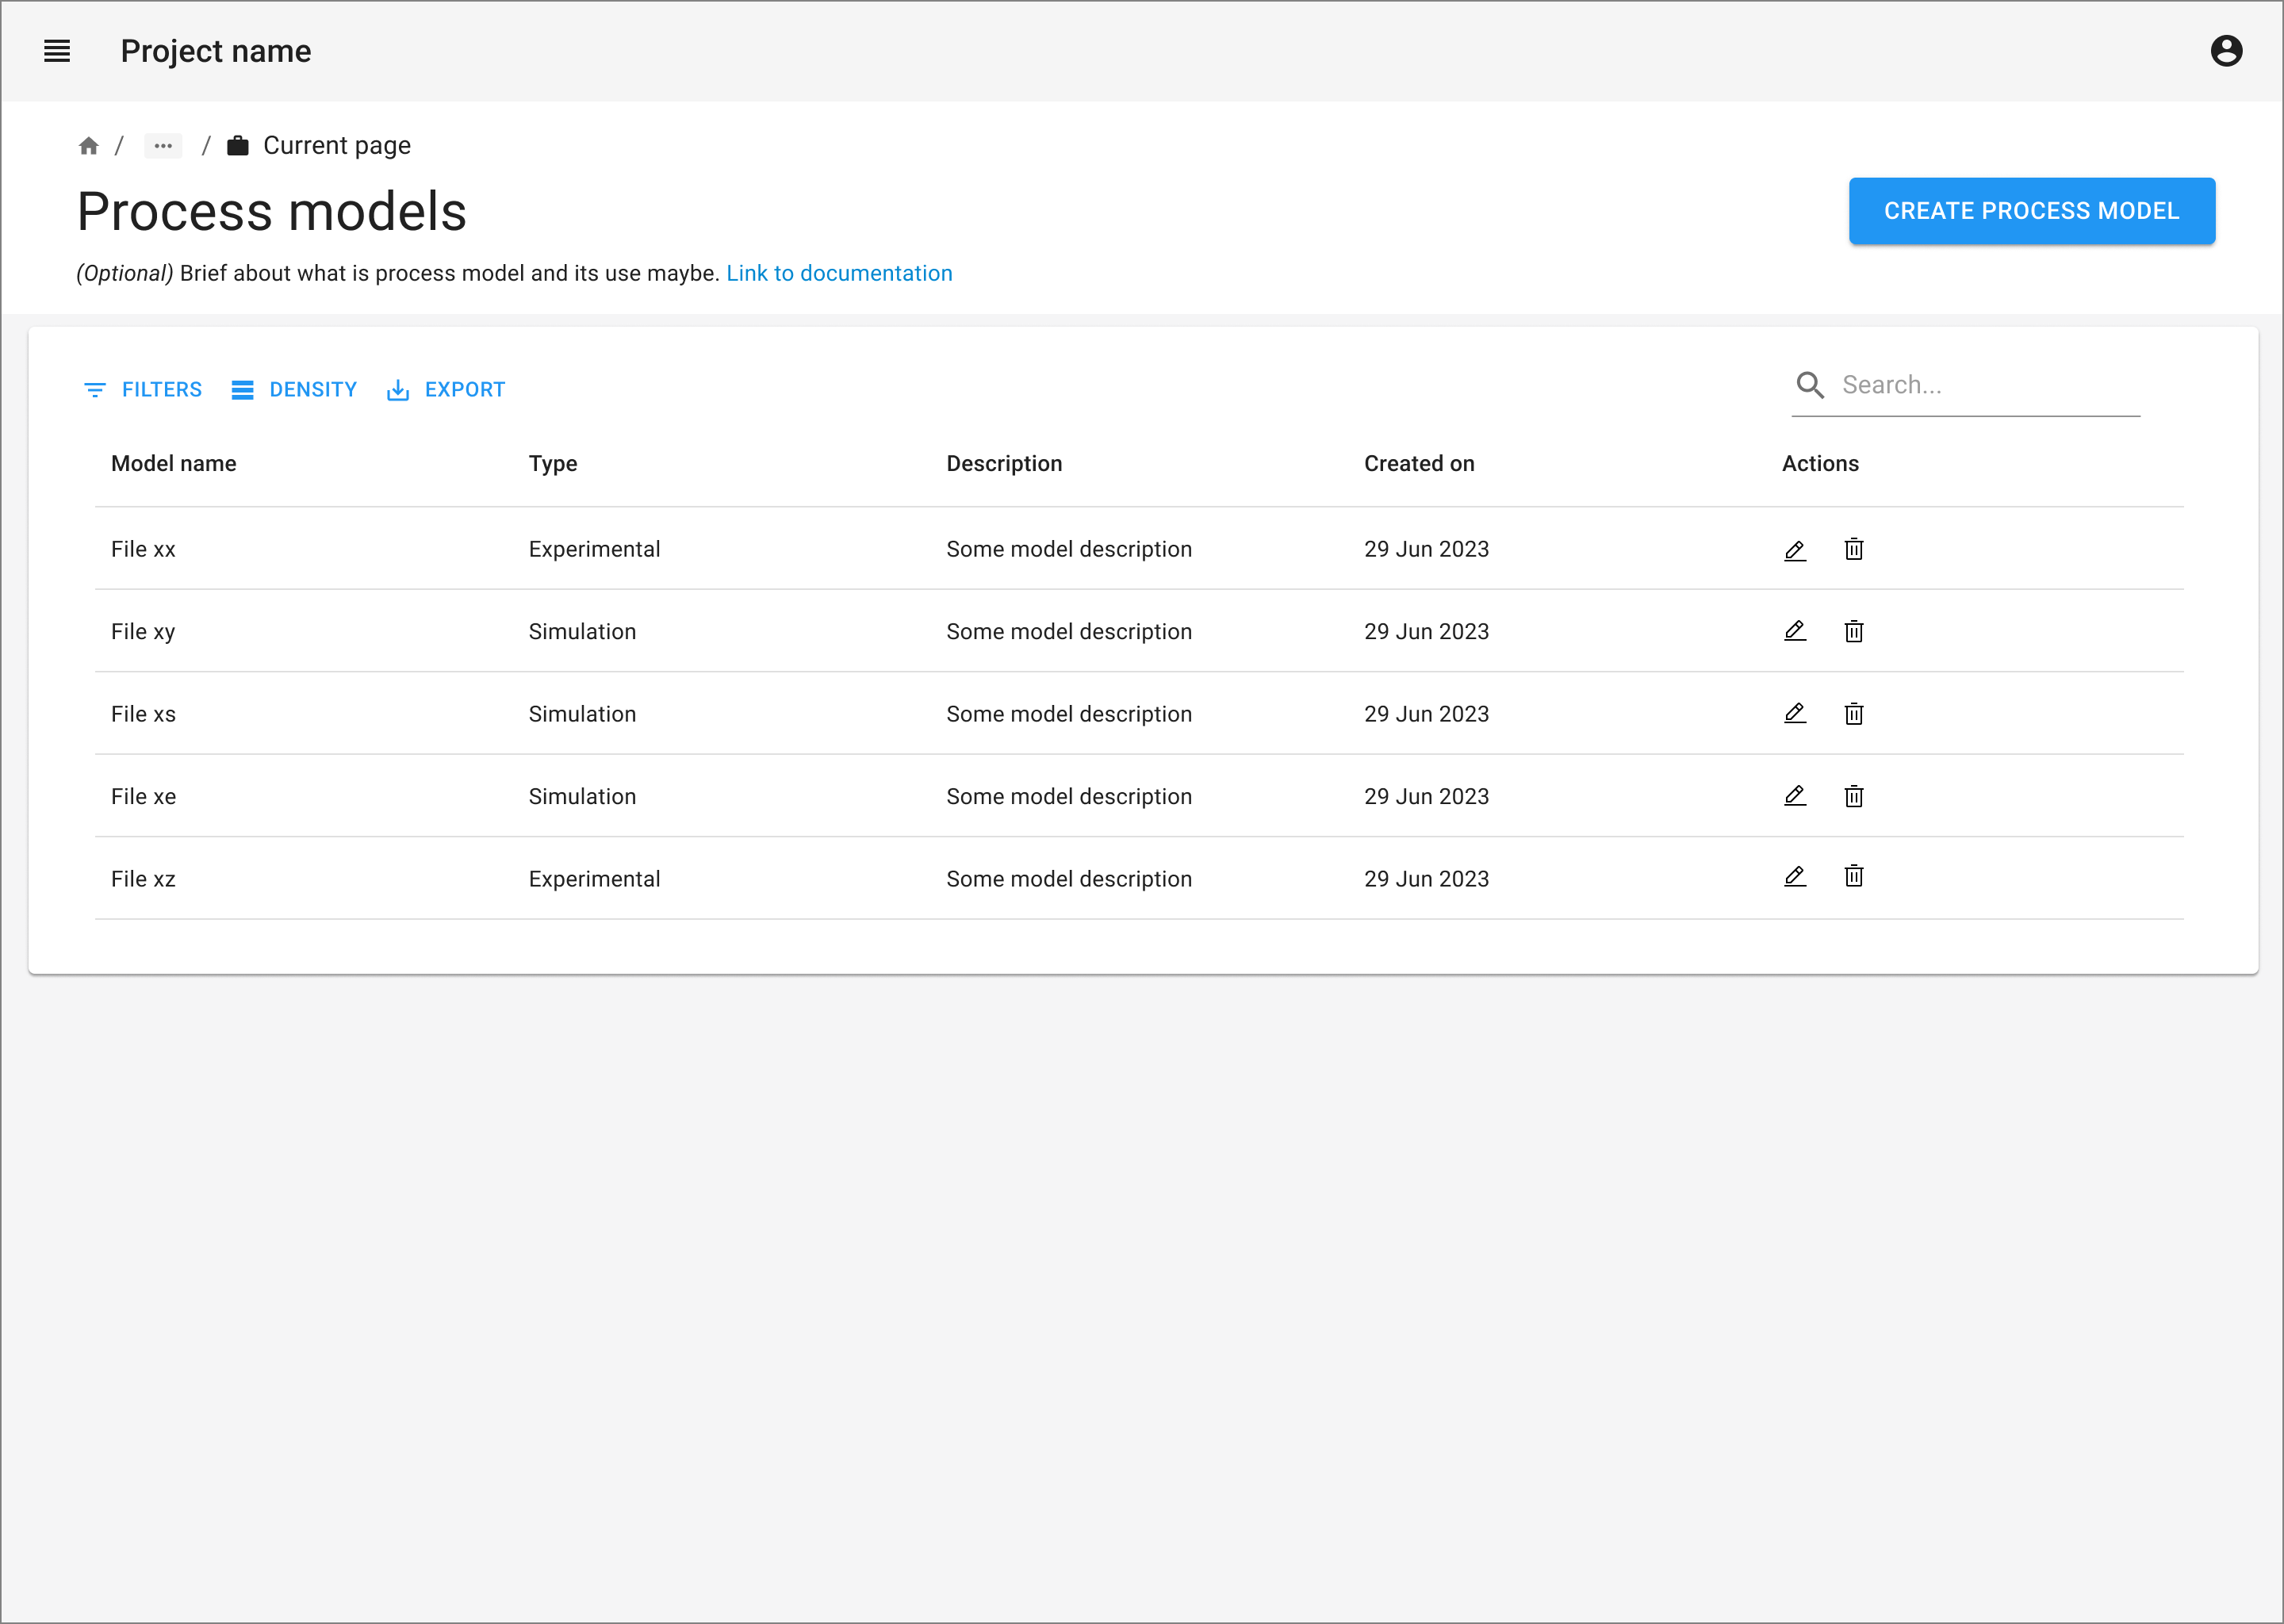 Project name
/ ... / Current page
Process models
CREATE PROCESS MODEL
(Optional) Brief about what is process model and its use maybe. Link to documentation
FILTERS DENSITY EXPORT Search...
Model name Type Description Created on Actions
File xx Experimental Some model description 29 Jun 2023
File xy Simulation Some model description 29 Jun 2023
File xs Simulation Some model description 29 Jun 2023
File xe Simulation Some model description 29 Jun 2023
File xz Experimental Some model description 29 Jun 2023